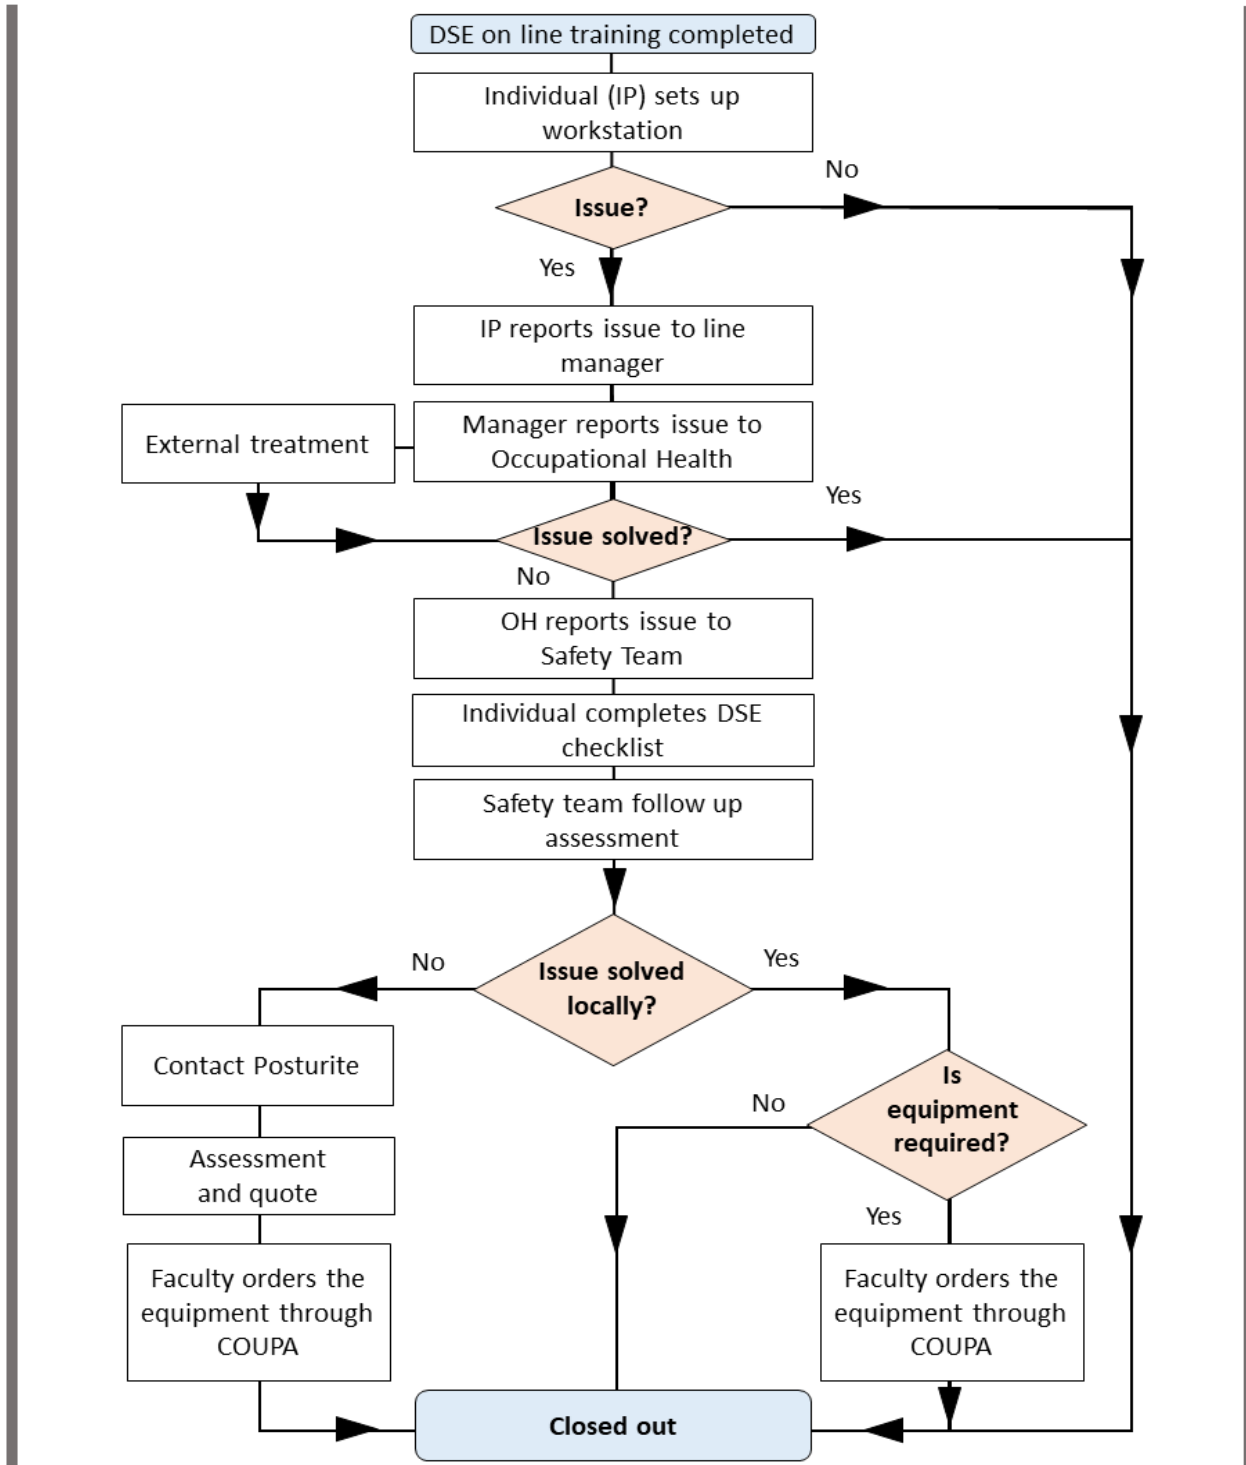 DSE on line training completed
Individual (IP) sets up
workstation
No
Issue?
Yes
IP reports issue to line
manager
External treatment
Manager reports issue to
Occupational Health
Yes
Issue solved?
No
OH reports issue to
Safety Team
Individual completes DSE
checklist
Safety team follow up
assessment
No
Issue solved
locally?
Yes
Contact Posturite
Is
equipment
required?
No
Assessment
and quote
Yes
Faculty orders the
equipment through
COUPA
Faculty orders the
equipment through
COUPA
Closed out